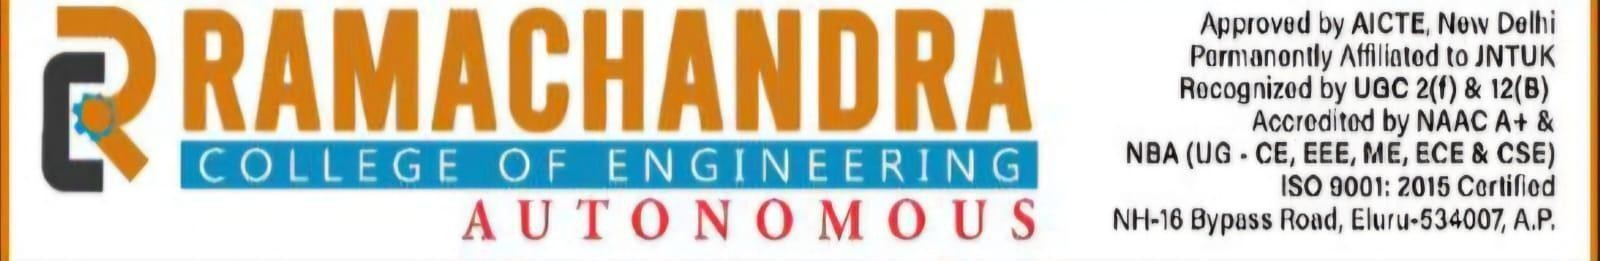 RAMACHANDRA
COLLEGE OF ENGINEERING
AUTONOMOUS
Approved by AICTE, New Delhi
Permanently Affiliated to JNTUK
Recognized by UGC 2(f) & 12(B)
Accredited by NAAC A+ &
NBA (UG - CE, EEE, ME, ECE & CSE)
ISO 9001: 2015 Certified
NH-16 Bypass Road, Eluru-534007, A.P.